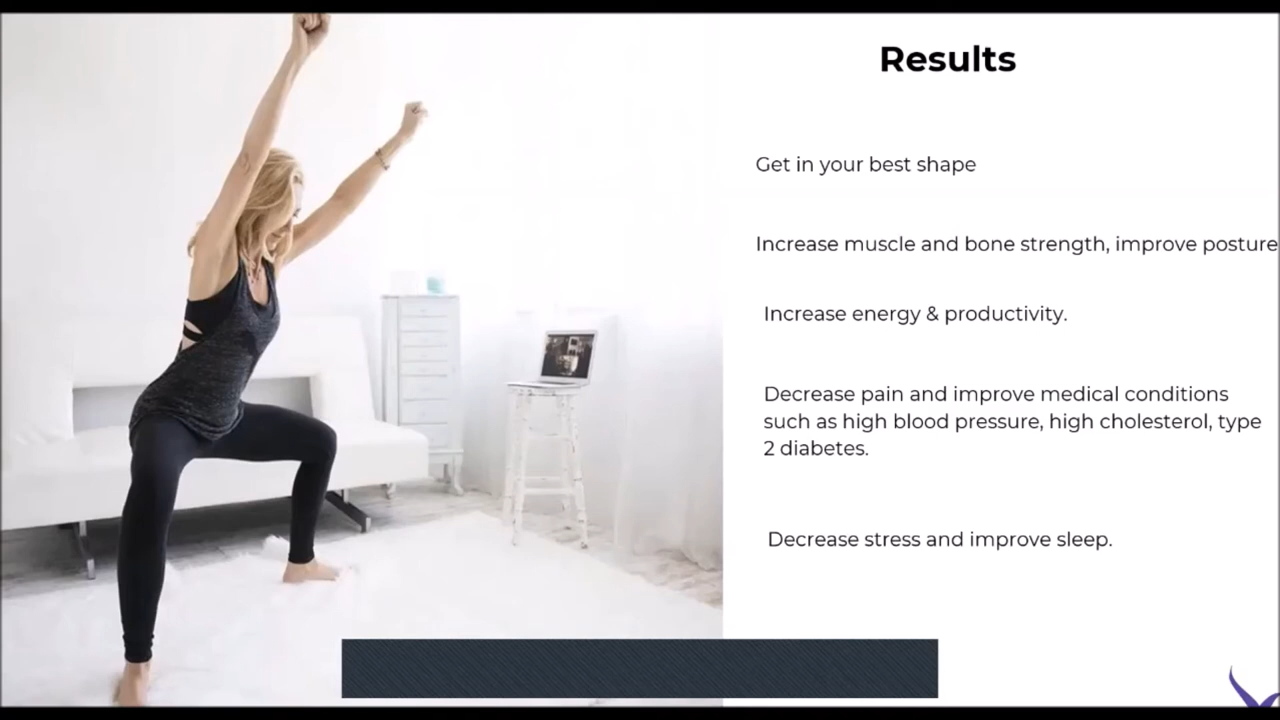 Results
Get in your best shape
Increase muscle and bone strength, improve posture
Increase energy & productivity.
Decrease pain and improve medical conditions
such as high blood pressure, high cholesterol, type
2 diabetes.
Decrease stress and improve sleep.